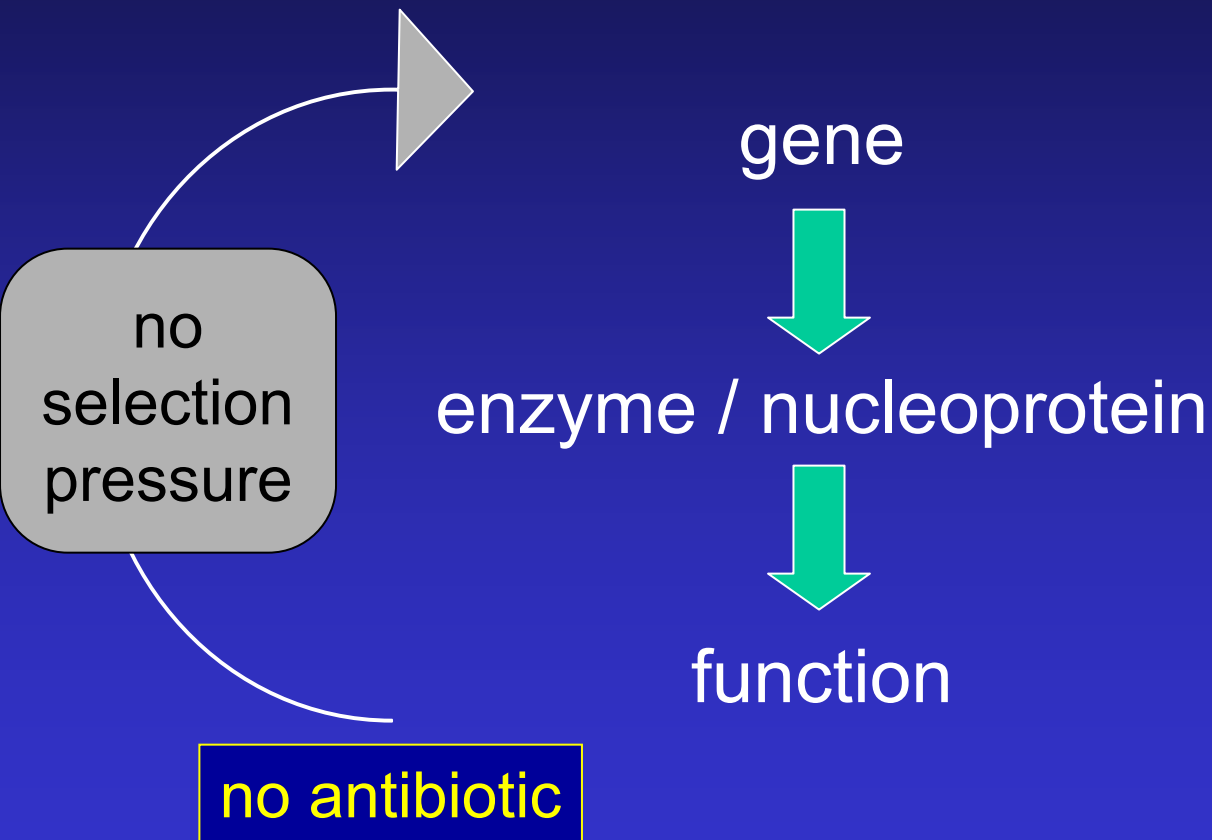 gene
no
selection
pressure
enzyme / nucleoprotein
function
no antibiotic